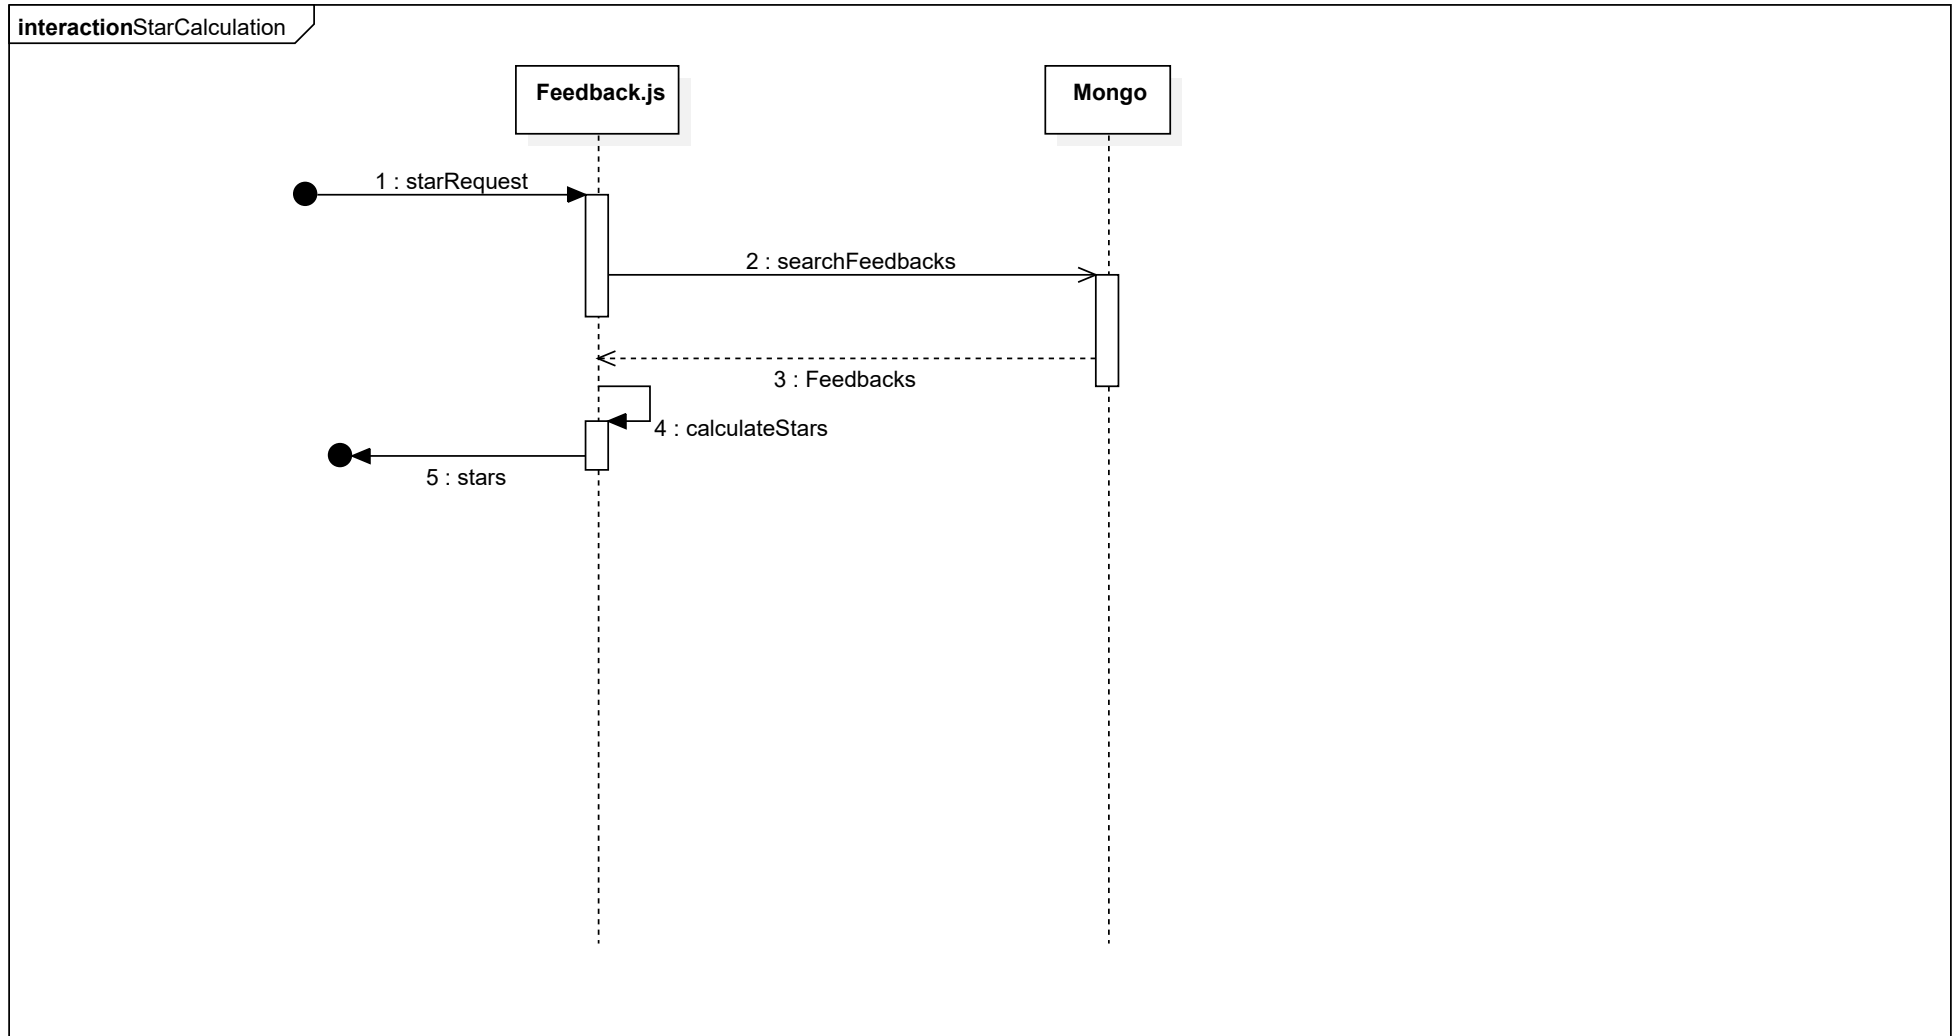 interactionStarCalculation
Feedback.js
Mongo
1 : starRequest
2 : searchFeedbacks
3 : Feedbacks
4 : calculateStars
5 : stars